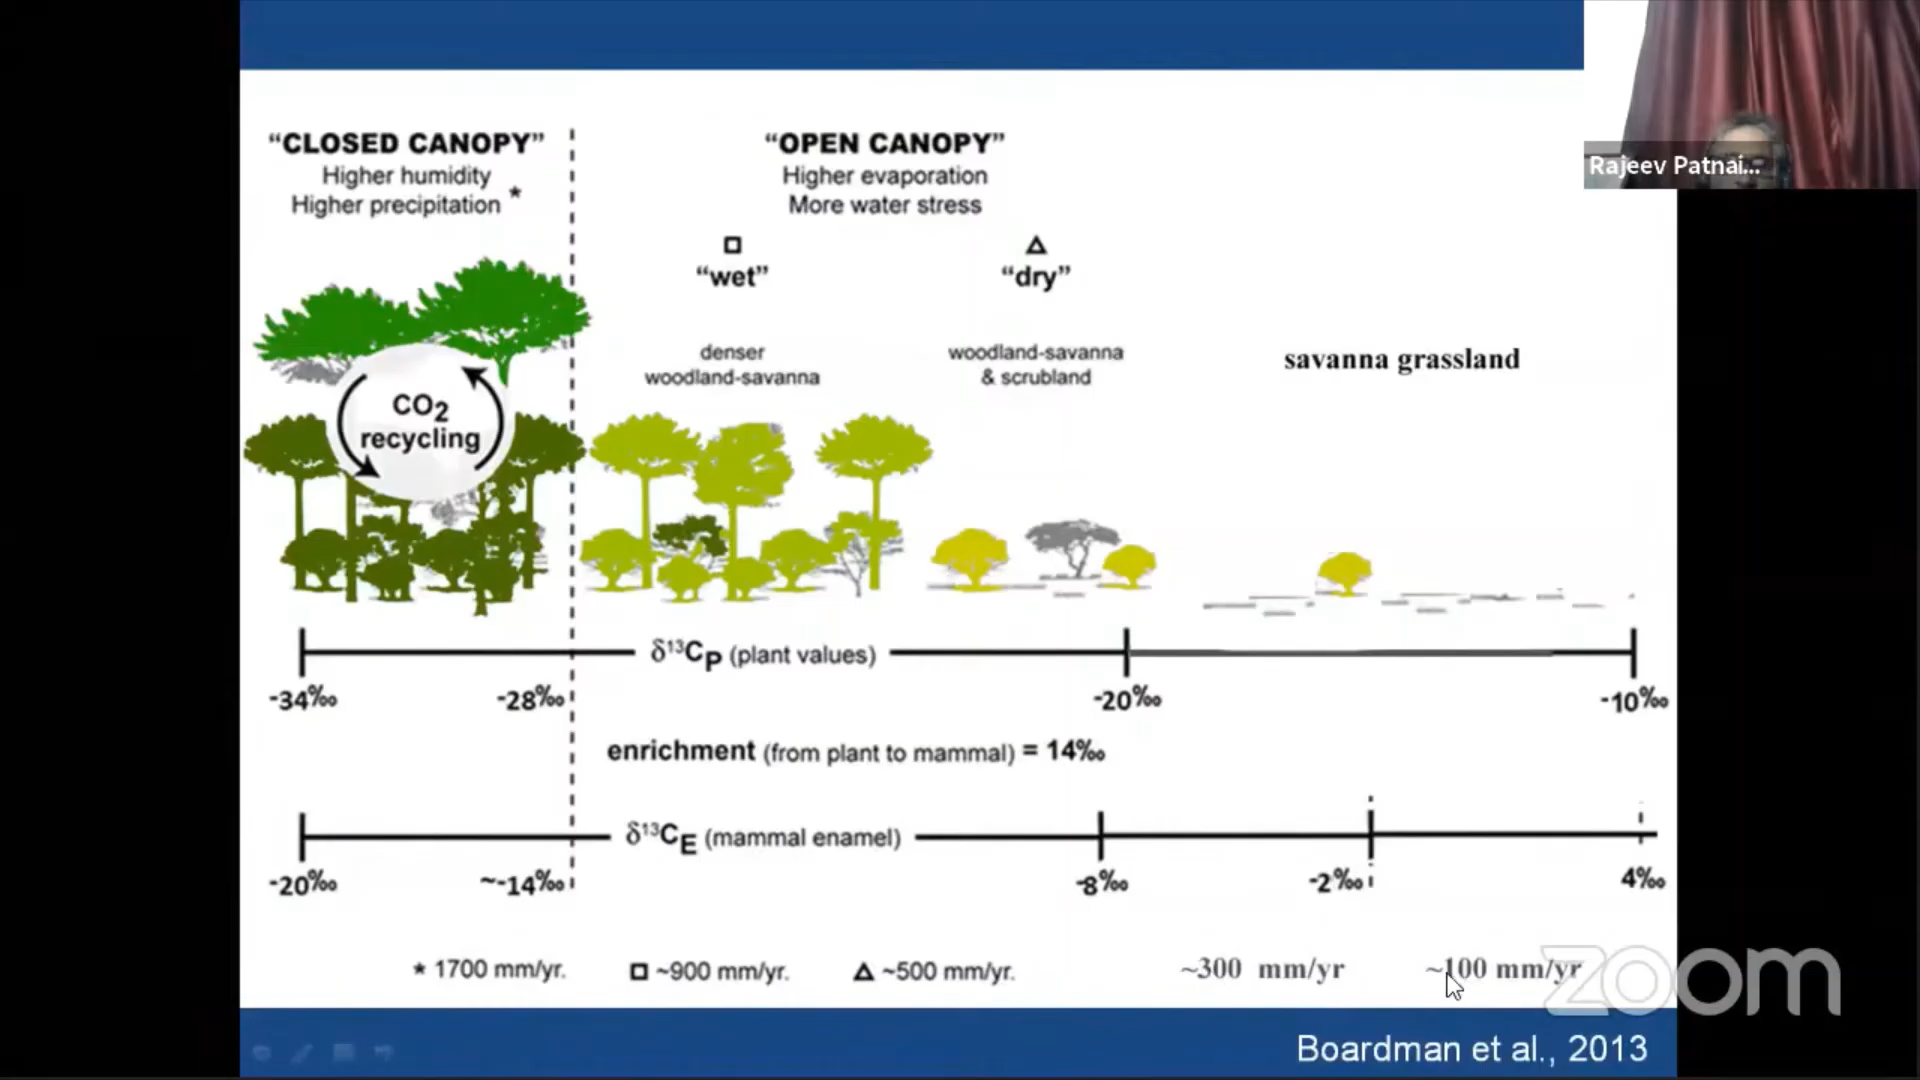 “CLOSED CANOPY”
Higher humidity
Higher precipitation *
“OPEN CANOPY”
Higher evaporation
More water stress
Rajeev Patnai...
“wet”
“dry”
denser
woodland-savanna
woodland-savanna
& scrubland
savanna grassland
CO2
recycling
δ¹³CP (plant values)
-34‰ -28‰ -20‰ -10‰
enrichment (from plant to mammal) = 14‰
δ¹³CE (mammal enamel)
-20‰ ~-14‰ -8‰ -2‰ 4‰
* 1700 mm/yr. □ ~900 mm/yr. △ ~500 mm/yr. ~300 mm/yr ~100 mm/yr
zoom
Boardman et al., 2013